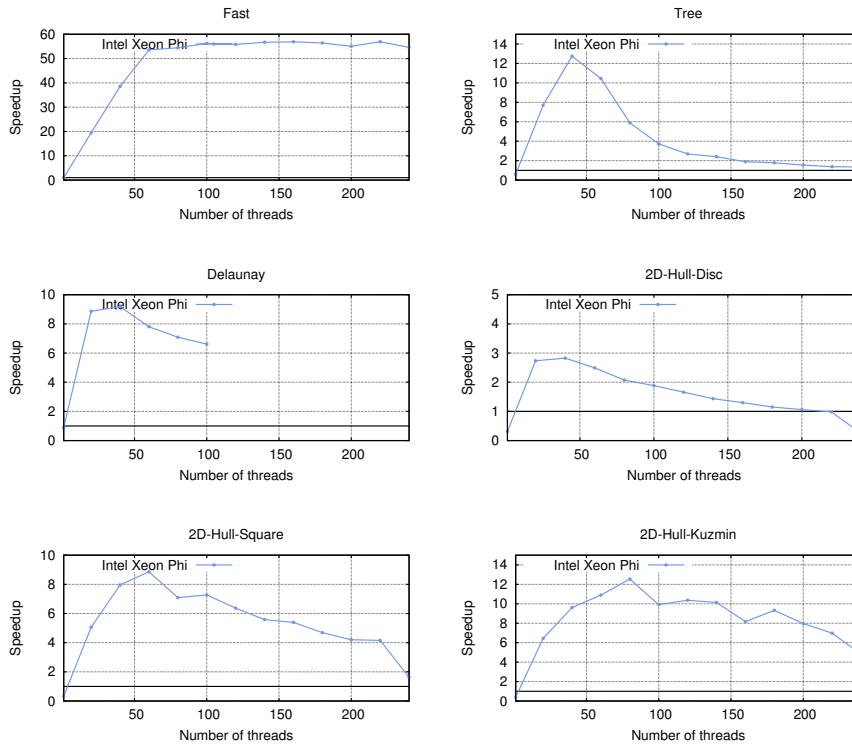 Fast
Intel Xeon Phi
60
50
40
30
20
10
0
Speedup
50 100 150 200
Number of threads
Tree
Intel Xeon Phi
14
12
10
8
6
4
2
0
Speedup
50 100 150 200
Number of threads
Delaunay
Intel Xeon Phi
10
8
6
4
2
0
Speedup
50 100 150 200
Number of threads
2D-Hull-Disc
Intel Xeon Phi
5
4
3
2
1
0
Speedup
50 100 150 200
Number of threads
2D-Hull-Square
Intel Xeon Phi
10
8
6
4
2
0
Speedup
50 100 150 200
Number of threads
2D-Hull-Kuzmin
Intel Xeon Phi
14
12
10
8
6
4
2
0
Speedup
50 100 150 200
Number of threads